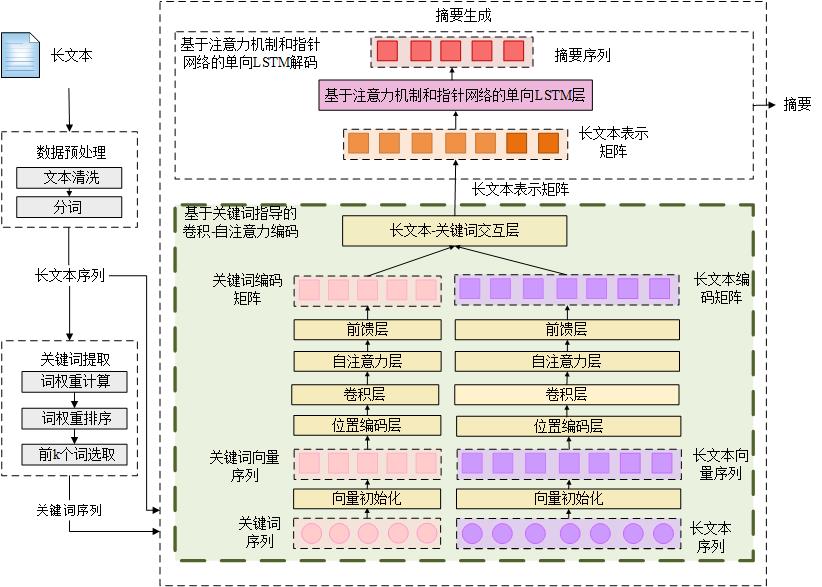 长文本
数据预处理
文本清洗
分词
长文本序列
关键词提取
词权重计算
词权重排序
前k个词选取
关键词序列
摘要生成
基于注意力机制和指针
网络的单向LSTM解码
摘要序列
基于注意力机制和指针网络的单向LSTM层
长文本表示
矩阵
摘要
长文本表示矩阵
基于关键词指导的
卷积-自注意力编码
长文本-关键词交互层
关键词编码
矩阵
长文本编
码矩阵
前馈层
前馈层
自注意力层
自注意力层
卷积层
卷积层
位置编码层
位置编码层
关键词向量
序列
长文本向
量序列
向量初始化
向量初始化
关键词
序列
长文本
序列